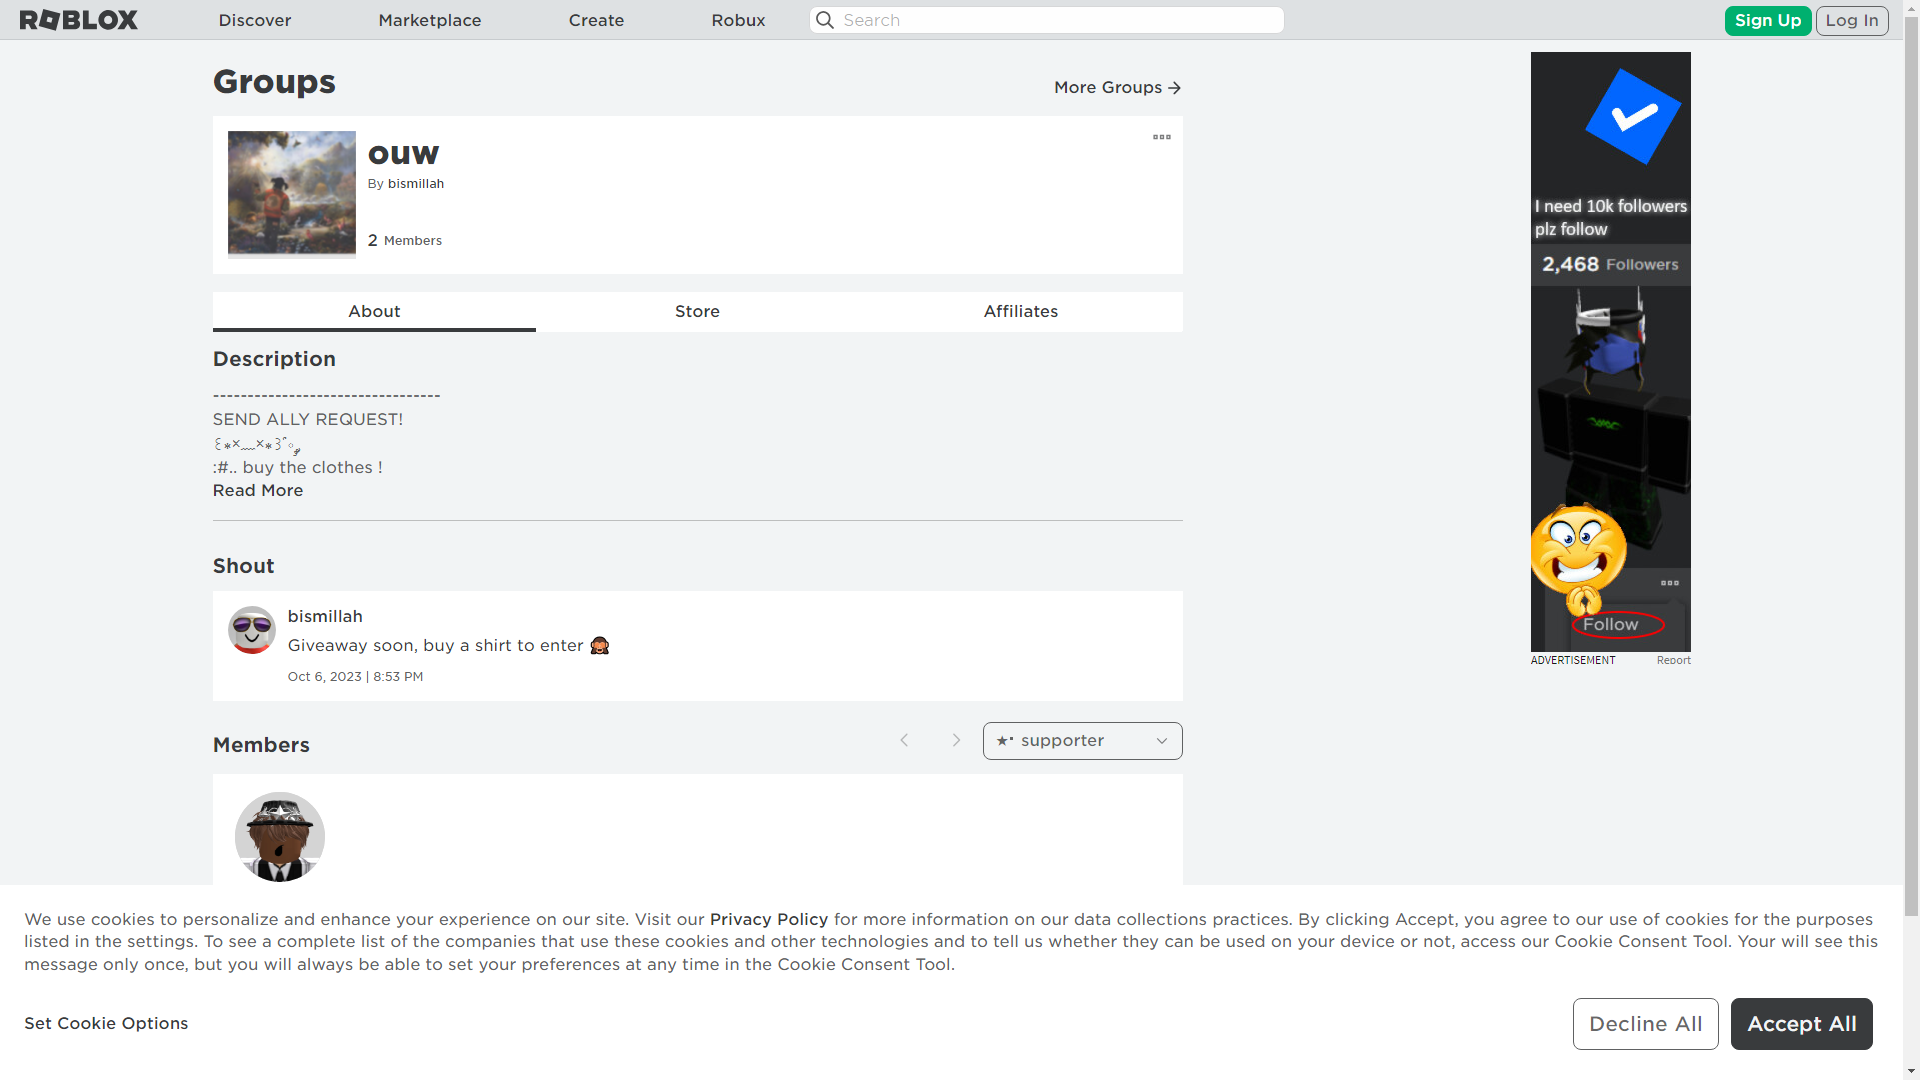 ROBLOX
Discover
Marketplace
Create
Robux
Search
Sign Up
Log In
Groups
More Groups
ouw
By bismillah
2 Members
About
Store
Affiliates
Description
---------------------------------
SEND ALLY REQUEST!
:#.. buy the clothes !
Read More
Shout
bismillah
Giveaway soon, buy a shirt to enter 🙈
Oct 6, 2023 | 8:53 PM
Members
★· supporter
I need 10k followers
plz follow
2,468 Followers
Follow
ADVERTISEMENT
Report
We use cookies to personalize and enhance your experience on our site. Visit our Privacy Policy for more information on our data collections practices. By clicking Accept, you agree to our use of cookies for the purposes
listed in the settings. To see a complete list of the companies that use these cookies and other technologies and to tell us whether they can be used on your device or not, access our Cookie Consent Tool. Your will see this
message only once, but you will always be able to set your preferences at any time in the Cookie Consent Tool.
Set Cookie Options
Decline All
Accept All